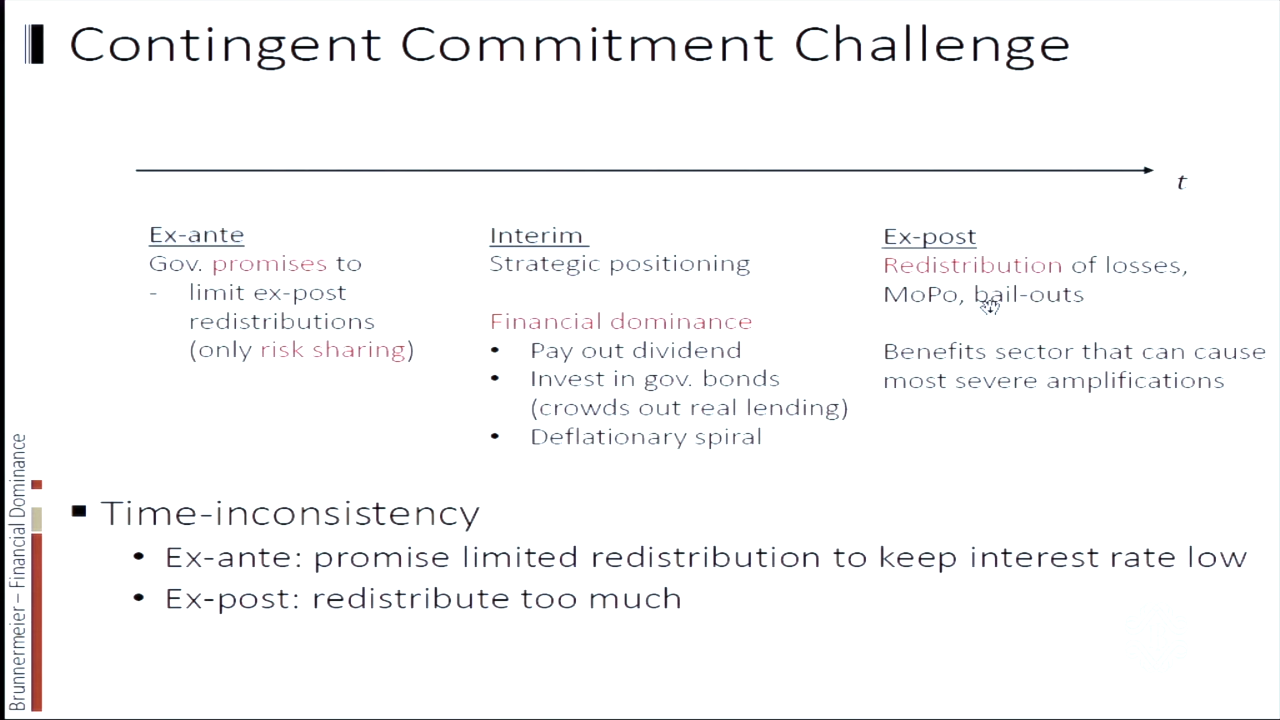 Contingent Commitment Challenge
t
Ex-ante
Gov. promises to
- limit ex-post
redistributions
(only risk sharing)
Interim
Strategic positioning
Financial dominance
• Pay out dividend
• Invest in gov. bonds
(crowds out real lending)
• Deflationary spiral
Ex-post
Redistribution of losses,
MoPo, bail-outs
Benefits sector that can cause
most severe amplifications
▪ Time-inconsistency
• Ex-ante: promise limited redistribution to keep interest rate low
• Ex-post: redistribute too much
Brunnermeier – Financial Dominance